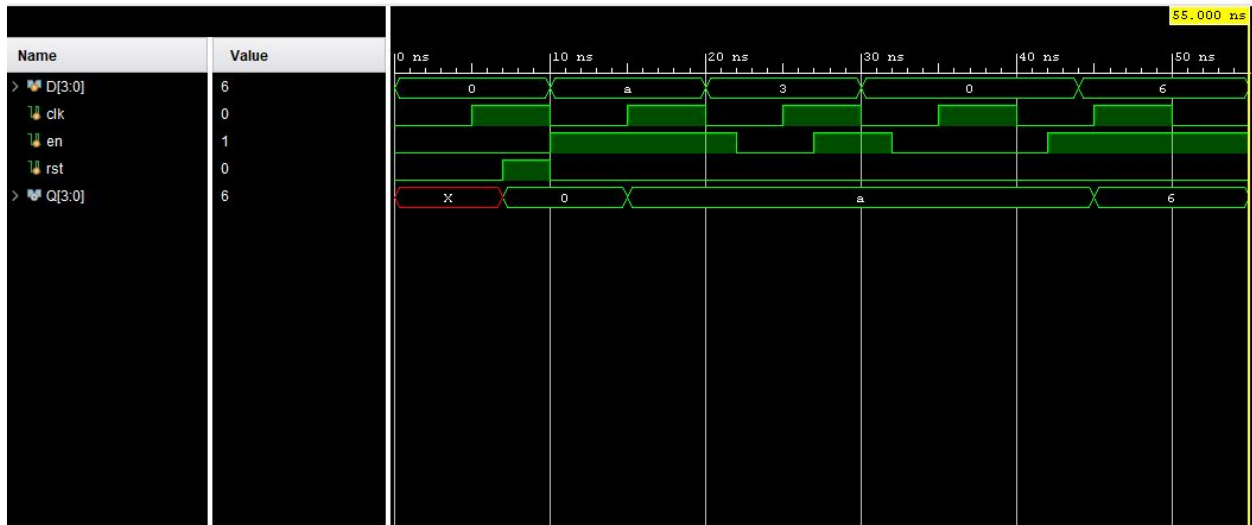 55.000 ns
Name Value
0 ns 10 ns 20 ns 30 ns 40 ns 50 ns
D[3:0] 6 0 a 3 0 6
clk 0
en 1
rst 0
Q[3:0] 6 X 0 a 6